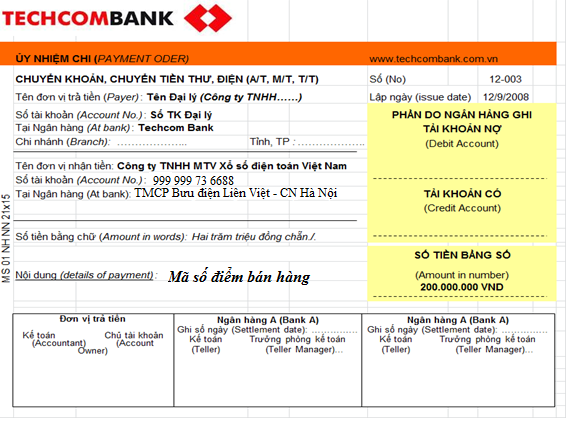 TECHCOMBANK
ỦY NHIỆM CHI (PAYMENT ODER)
www.techcombank.com.vn
CHUYỂN KHOẢN, CHUYỂN TIỀN THƯ, ĐIỆN (A/T, M/T, T/T)
Số (No) 12-003
Tên đơn vị trả tiền (Payer): Tên Đại lý (Công ty TNHH……)
Lập ngày (issue date) 12/9/2008
Số tài khoản (Account No.): Số TK Đại lý
Tại Ngân hàng (At bank): Techcom Bank
Chi nhánh (Branch): ………………..
Tỉnh, TP : ………………..
PHẦN DO NGÂN HÀNG GHI
TÀI KHOẢN NỢ
(Debit Account)
Tên đơn vị nhận tiền: Công ty TNHH MTV Xổ số điện toán Việt Nam
Số tài khoản (Account No.): 999 999 73 6688
Tại Ngân hàng (At bank): TMCP Bưu điện Liên Việt - CN Hà Nội
TÀI KHOẢN CÓ
(Credit Account)
Số tiền bằng chữ (Amount in words): Hai trăm triệu đồng chẵn./.
SỐ TIỀN BẰNG SỐ
(Amount in number)
200.000.000 VND
Nội dung (details of payment) : Mã số điểm bán hàng
MS 01 NH NN 21x15
Đơn vị trả tiền
Kế toán Chủ tài khoản
(Accountant) (Account
Owner)
Ngân hàng A (Bank A)
Ghi sổ ngày (Settlement date): ……………
Kế toán Trưởng phòng kế toán
(Teller) (Teller Manager)…
Ngân hàng A (Bank A)
Ghi sổ ngày (Settlement date): ……………
Kế toán Trưởng phòng kế toán
(Teller) (Teller Manager)…